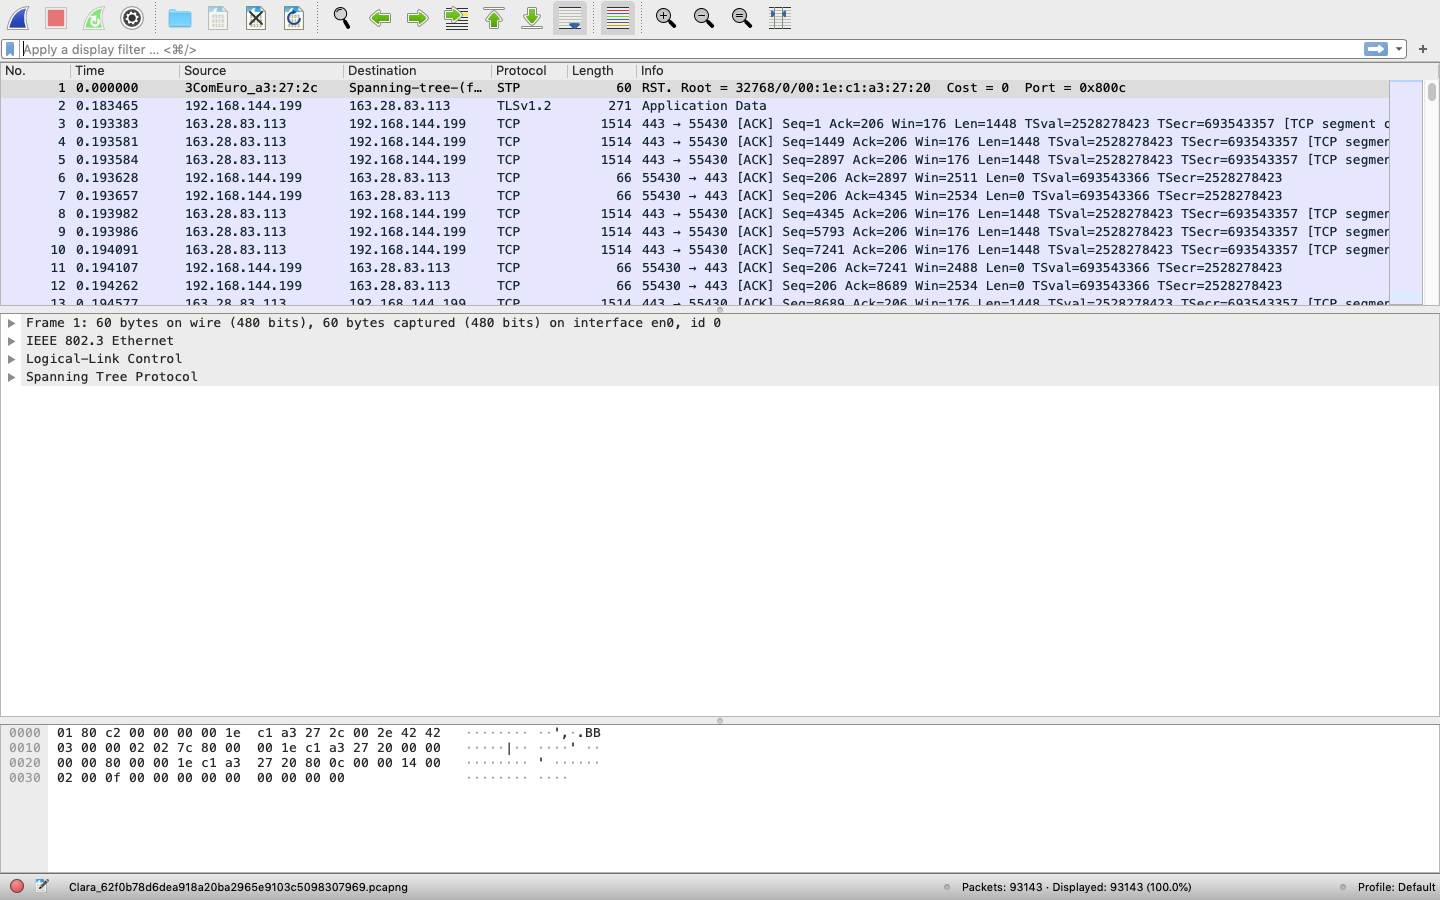 Apply a display filter ... <⌘/>
No. Time Source Destination Protocol Length Info
1 0.000000 3ComEuro_a3:27:2c Spanning-tree-(f… STP 60 RST. Root = 32768/0/00:1e:c1:a3:27:20 Cost = 0 Port = 0x800c
2 0.183465 192.168.144.199 163.28.83.113 TLSv1.2 271 Application Data
3 0.193383 163.28.83.113 192.168.144.199 TCP 1514 443 → 55430 [ACK] Seq=1 Ack=206 Win=176 Len=1448 TSval=2528278423 TSecr=693543357 [TCP segment
4 0.193581 163.28.83.113 192.168.144.199 TCP 1514 443 → 55430 [ACK] Seq=1449 Ack=206 Win=176 Len=1448 TSval=2528278423 TSecr=693543357 [TCP segmen
5 0.193584 163.28.83.113 192.168.144.199 TCP 1514 443 → 55430 [ACK] Seq=2897 Ack=206 Win=176 Len=1448 TSval=2528278423 TSecr=693543357 [TCP segmen
6 0.193628 192.168.144.199 163.28.83.113 TCP 66 55430 → 443 [ACK] Seq=206 Ack=2897 Win=2511 Len=0 TSval=693543366 TSecr=2528278423
7 0.193657 192.168.144.199 163.28.83.113 TCP 66 55430 → 443 [ACK] Seq=206 Ack=4345 Win=2534 Len=0 TSval=693543366 TSecr=2528278423
8 0.193982 163.28.83.113 192.168.144.199 TCP 1514 443 → 55430 [ACK] Seq=4345 Ack=206 Win=176 Len=1448 TSval=2528278423 TSecr=693543357 [TCP segmen
9 0.193986 163.28.83.113 192.168.144.199 TCP 1514 443 → 55430 [ACK] Seq=5793 Ack=206 Win=176 Len=1448 TSval=2528278423 TSecr=693543357 [TCP segmen
10 0.194091 163.28.83.113 192.168.144.199 TCP 1514 443 → 55430 [ACK] Seq=7241 Ack=206 Win=176 Len=1448 TSval=2528278423 TSecr=693543357 [TCP segmen
11 0.194107 192.168.144.199 163.28.83.113 TCP 66 55430 → 443 [ACK] Seq=206 Ack=7241 Win=2488 Len=0 TSval=693543366 TSecr=2528278423
12 0.194262 192.168.144.199 163.28.83.113 TCP 66 55430 → 443 [ACK] Seq=206 Ack=8689 Win=2534 Len=0 TSval=693543366 TSecr=2528278423
13 0.194577 163.28.83.113 192.168.144.199 TCP 1514 443 → 55430 [ACK] Seq=8689 Ack=206 Win=176 Len=1448 TSval=2528278423 TSecr=693543357 [TCP segmen
Frame 1: 60 bytes on wire (480 bits), 60 bytes captured (480 bits) on interface en0, id 0
IEEE 802.3 Ethernet
Logical-Link Control
Spanning Tree Protocol
0000 01 80 c2 00 00 00 00 1e c1 a3 27 2c 00 2e 42 42 ········ ··',·.BB
0010 03 00 00 02 02 7c 80 00 00 1e c1 a3 27 20 00 00 ·····|·· ····' ··
0020 00 00 80 00 00 1e c1 a3 27 20 80 0c 00 00 14 00 ········ ' ······
0030 02 00 0f 00 00 00 00 00 00 00 00 00 ········ ····
Clara_62f0b78d6dea918a20ba2965e9103c5098307969.pcapng Packets: 93143 · Displayed: 93143 (100.0%) Profile: Default